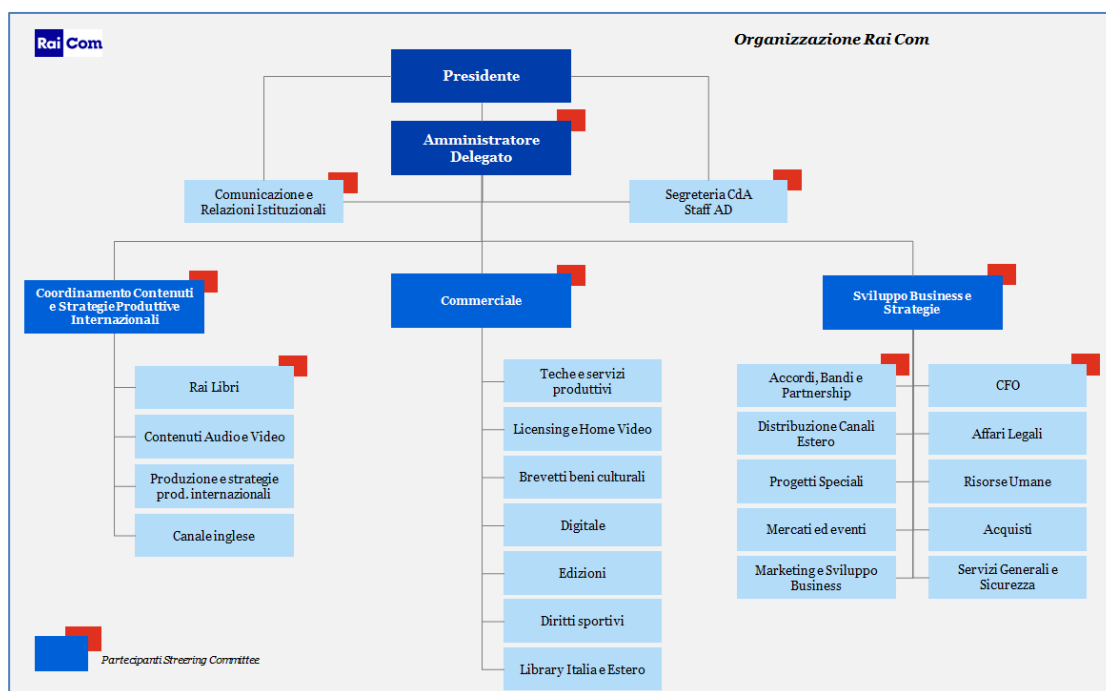 Rai Com
Organizzazione Rai Com
Presidente
Amministratore
Delegato
Comunicazione e
Relazioni Istituzionali
Segreteria CdA
Staff AD
Coordinamento Contenuti
e Strategie Produttive
Internazionali
Commerciale
Sviluppo Business e
Strategie
Rai Libri
Contenuti Audio e Video
Produzione e strategie
prod. internazionali
Canale inglese
Teche e servizi
produttivi
Licensing e Home Video
Brevetti beni culturali
Digitale
Edizioni
Diritti sportivi
Library Italia e Estero
Accordi, Bandi e
Partnership
Distribuzione Canali
Estero
Progetti Speciali
Mercati ed eventi
Marketing e Sviluppo
Business
CFO
Affari Legali
Risorse Umane
Acquisti
Servizi Generali e
Sicurezza
Partecipanti Streering Committee